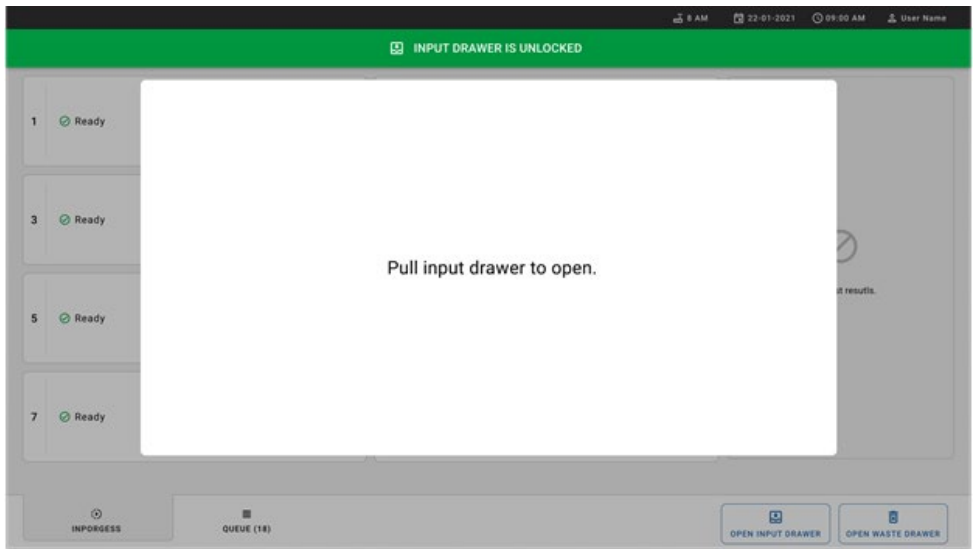 8 AM 22-01-2021 09:00 AM User Name
INPUT DRAWER IS UNLOCKED
1 Ready
3 Ready
Pull input drawer to open.
t resutls.
5 Ready
7 Ready
INPORGESS
QUEUE (18)
OPEN INPUT DRAWER
OPEN WASTE DRAWER